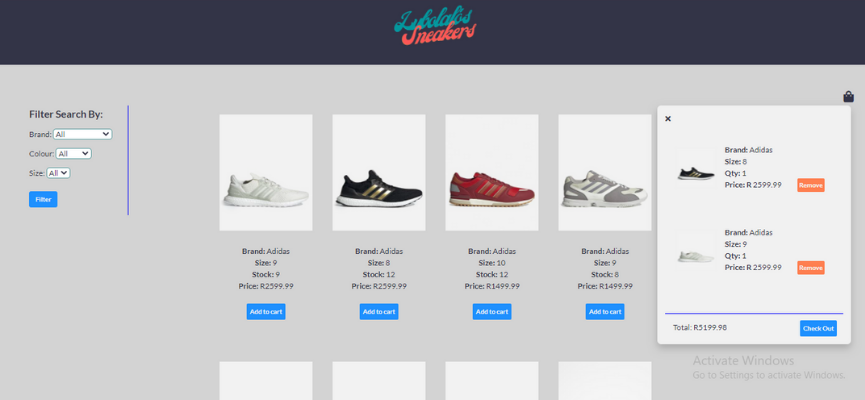 Zybolafos
Sneakers
Filter Search By:
Brand: All
Colour: All
Size: All
Filter
Brand: Adidas
Size: 9
Stock: 9
Price: R2599.99
Add to cart
Brand: Adidas
Size: 8
Stock: 12
Price: R2599.99
Add to cart
Brand: Adidas
Size: 10
Stock: 12
Price: R1499.99
Add to cart
Brand: Adidas
Size: 9
Stock: 8
Price: R1499.99
Add to cart
Brand: Adidas
Size: 8
Qty: 1
Price: R 2599.99
Remove
Brand: Adidas
Size: 9
Qty: 1
Price: R 2599.99
Remove
Total: R5199.98
Check Out
Activate Windows
Go to Settings to activate Windows.